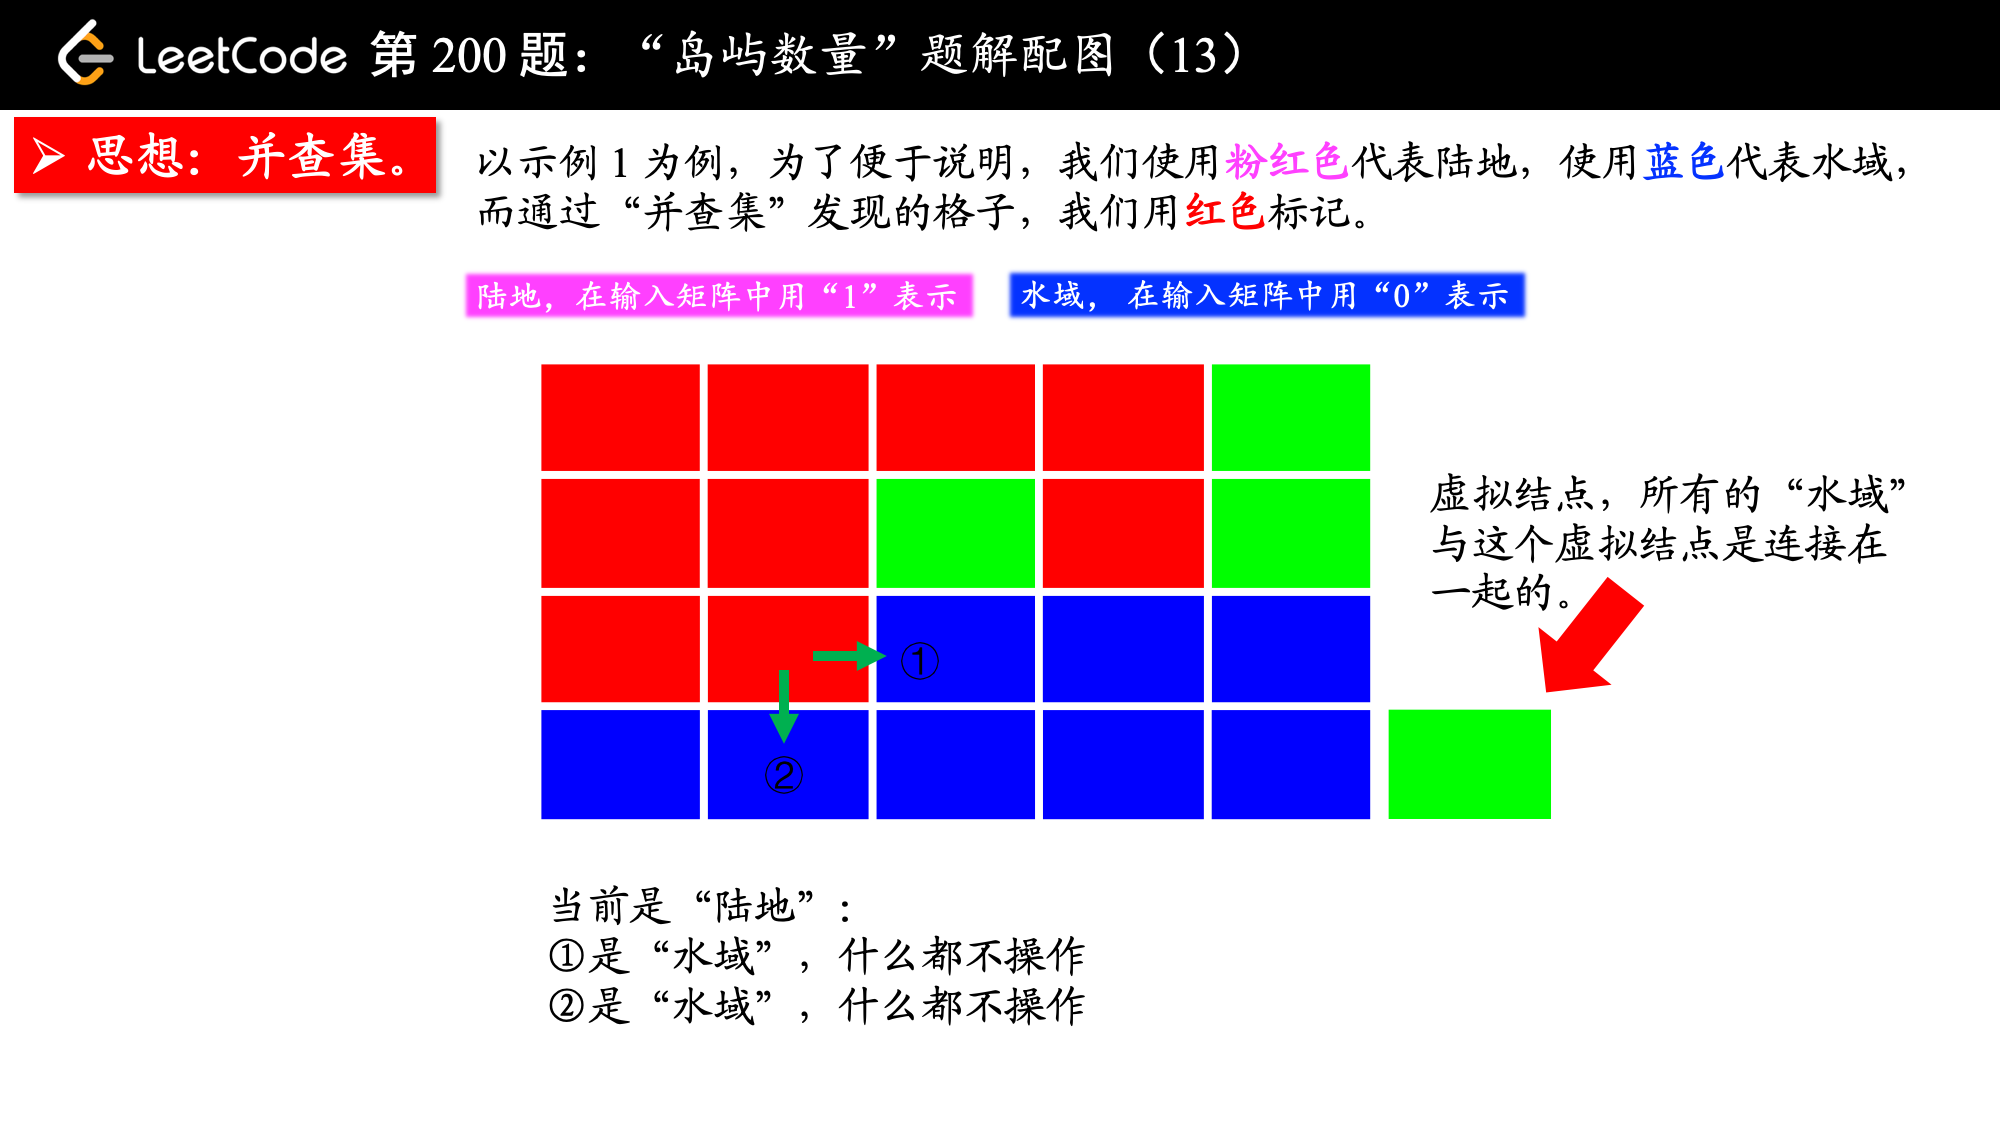 LeetCode 第 200 题：“岛屿数量”题解配图（13）
思想：并查集。
以示例 1 为例，为了便于说明，我们使用粉红色代表陆地，使用蓝色代表水域，
而通过“并查集”发现的格子，我们用红色标记。
陆地，在输入矩阵中用“1”表示
水域，在输入矩阵中用“0”表示
虚拟结点，所有的“水域”
与这个虚拟结点是连接在
一起的。
①
②
当前是“陆地”：
①是“水域”，什么都不操作
②是“水域”，什么都不操作